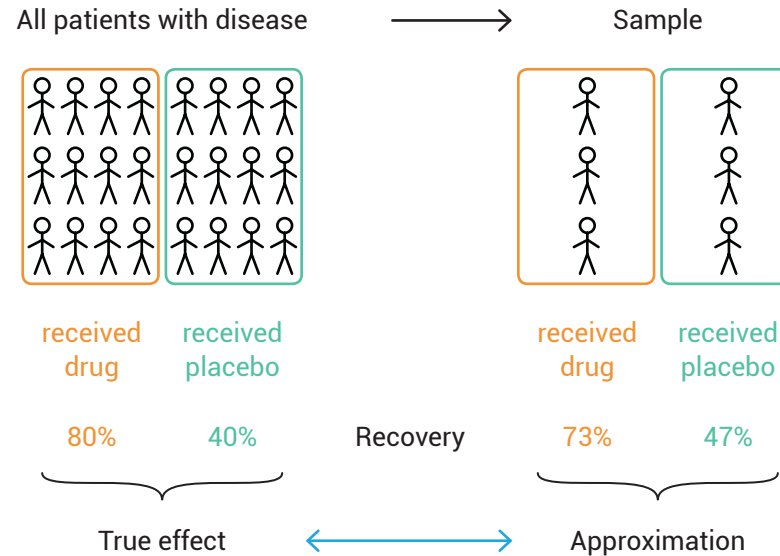 All patients with disease
Sample
received
drug
received
placebo
received
drug
received
placebo
80%
40%
Recovery
73%
47%
True effect
Approximation